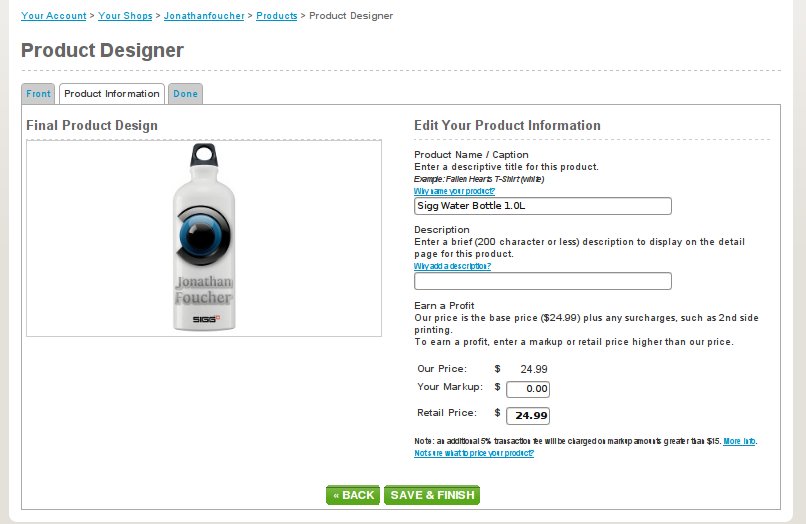 Your Account > Your Shops > Jonathanfoucher > Products > Product Designer
Product Designer
Front
Product Information
Done
Final Product Design
Jonathan
Foucher
SIGG
Edit Your Product Information
Product Name / Caption
Enter a descriptive title for this product.
Example: Fallen Hearts T-Shirt (white)
Why name your product?
Sigg Water Bottle 1.0L
Description
Enter a brief (200 character or less) description to display on the detail
page for this product.
Why add a description?
Earn a Profit
Our price is the base price ($24.99) plus any surcharges, such as 2nd side
printing.
To earn a profit, enter a markup or retail price higher than our price.
Our Price: $ 24.99
Your Markup: $ 0.00
Retail Price: $ 24.99
Note: an additional 5% transaction fee will be charged on markup amounts greater than $15. More Info.
Not sure what to price your product?
« BACK
SAVE & FINISH